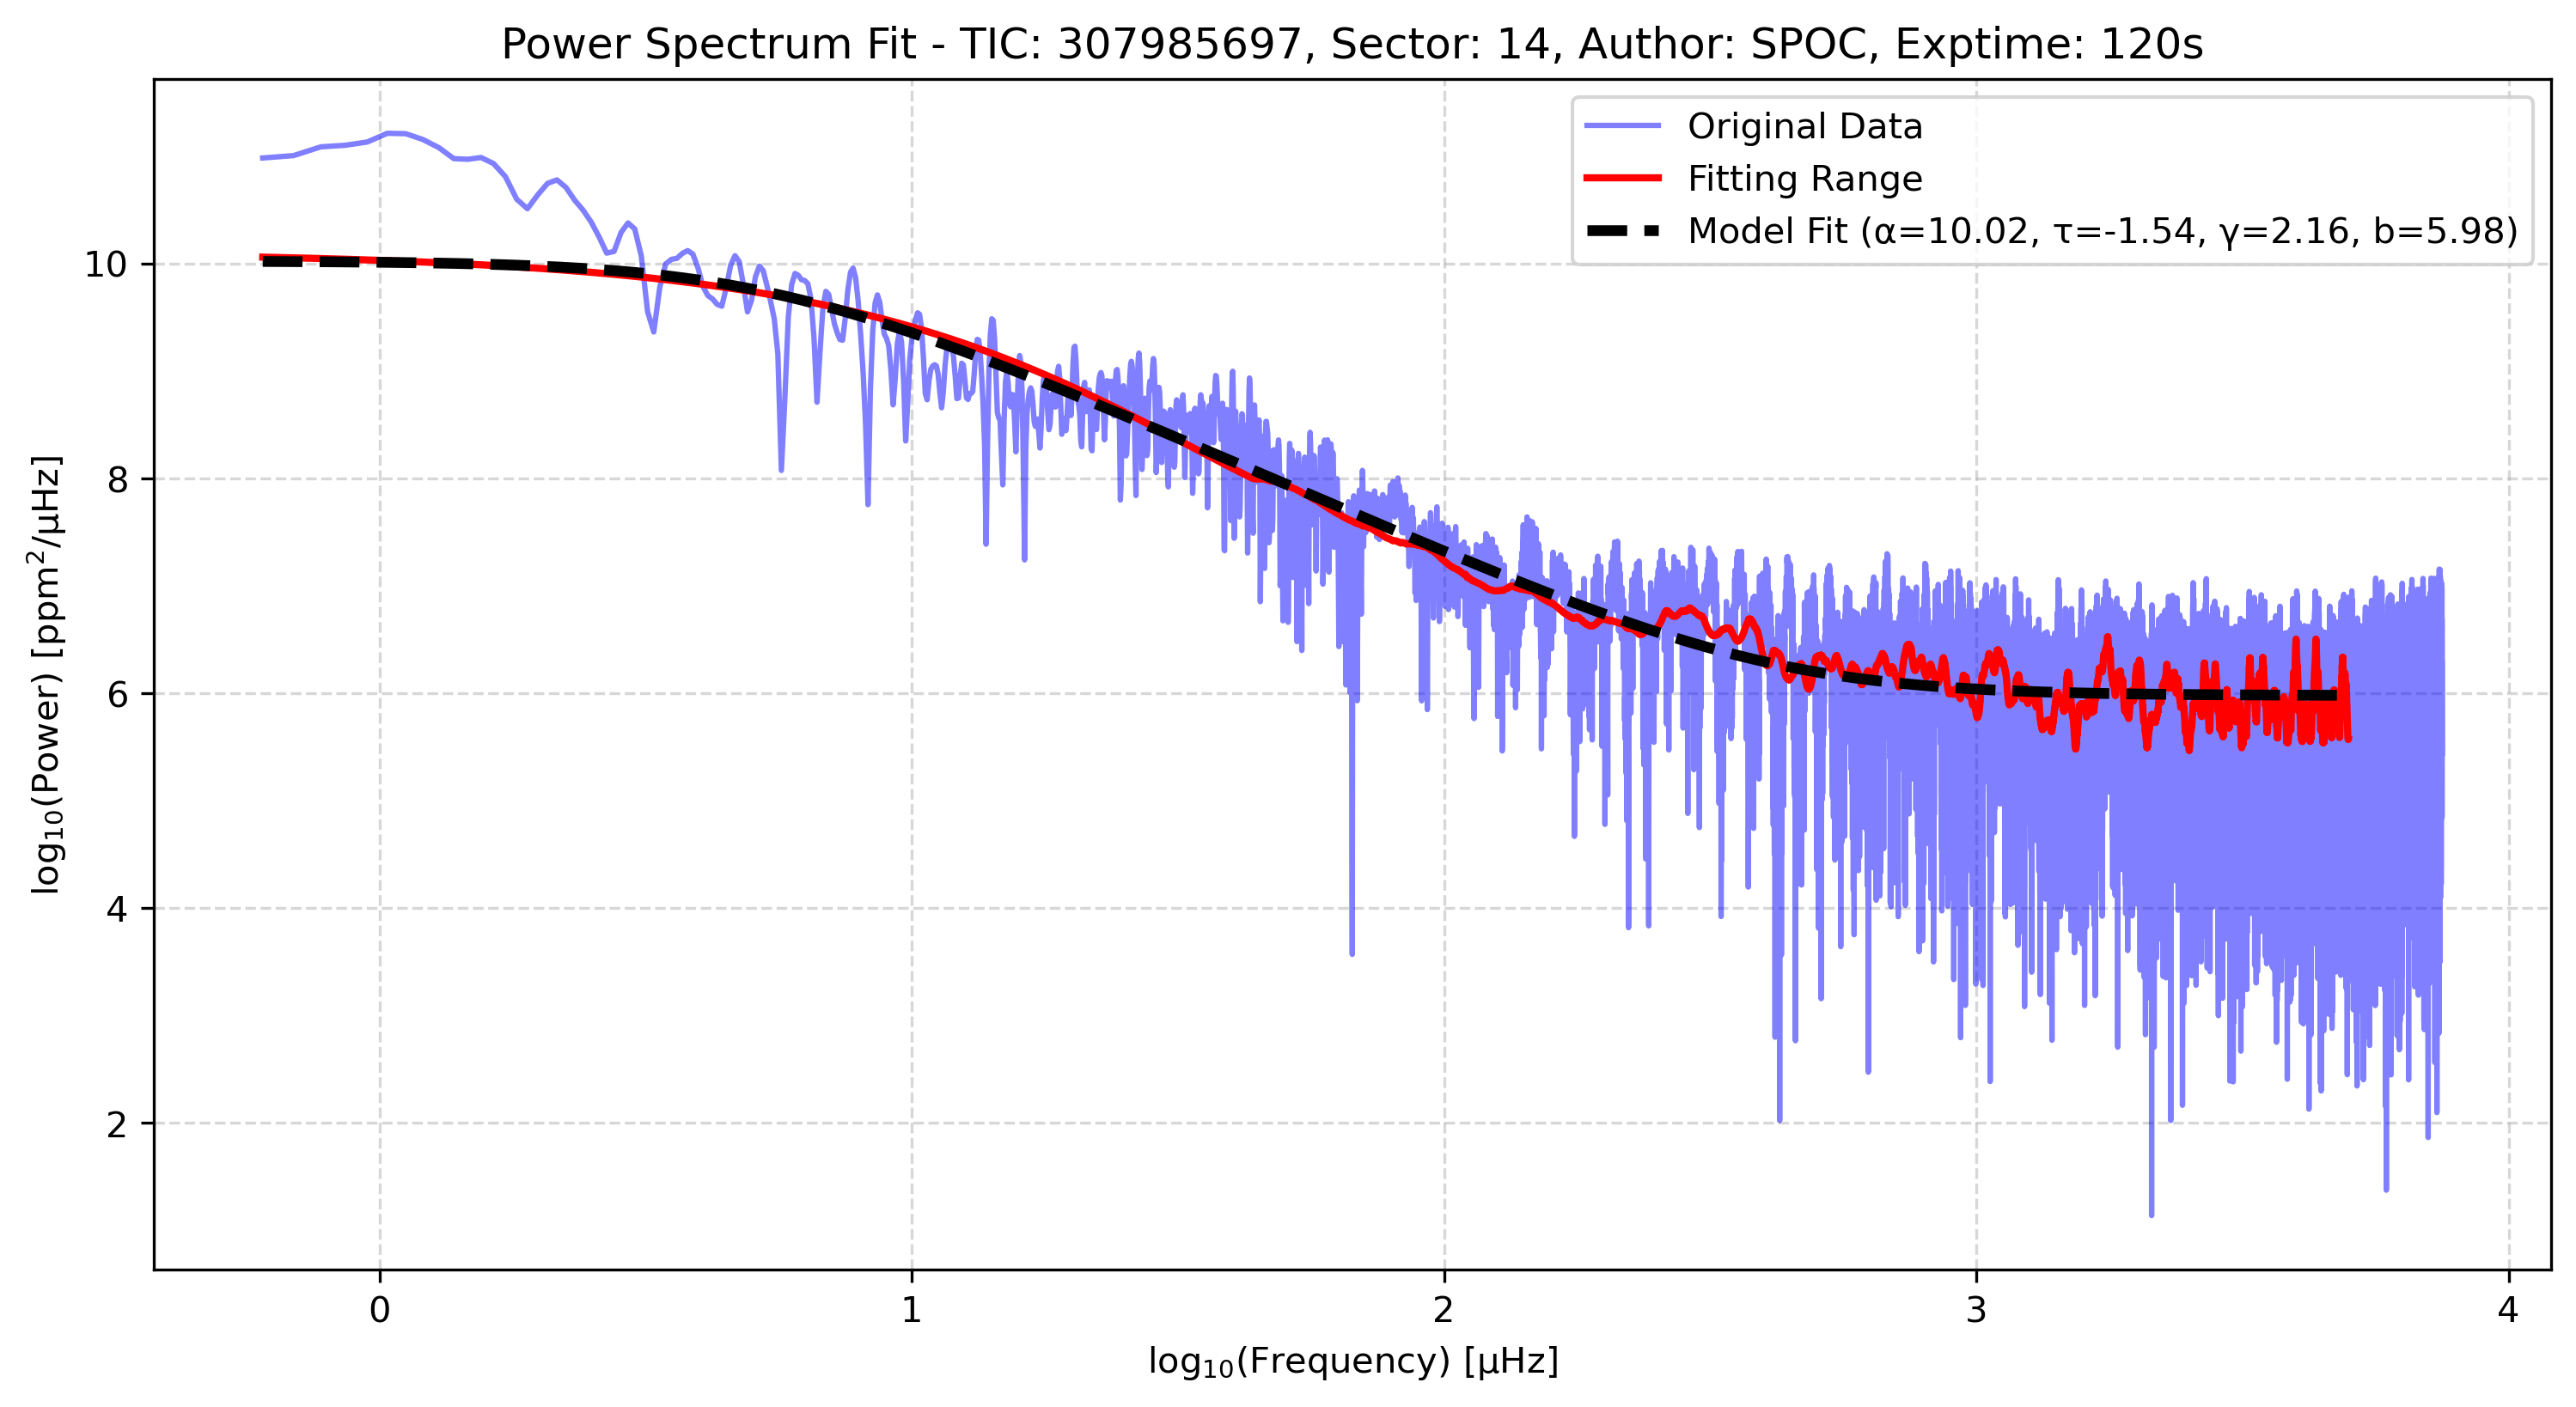 Power Spectrum Fit - TIC: 307985697, Sector: 14, Author: SPOC, Exptime: 120s
Original Data
Fitting Range
Model Fit (α=10.02, τ=-1.54, γ=2.16, b=5.98)
log₁₀(Power) [ppm²/µHz]
10
8
6
4
2
0 1 2 3 4
log₁₀(Frequency) [µHz]